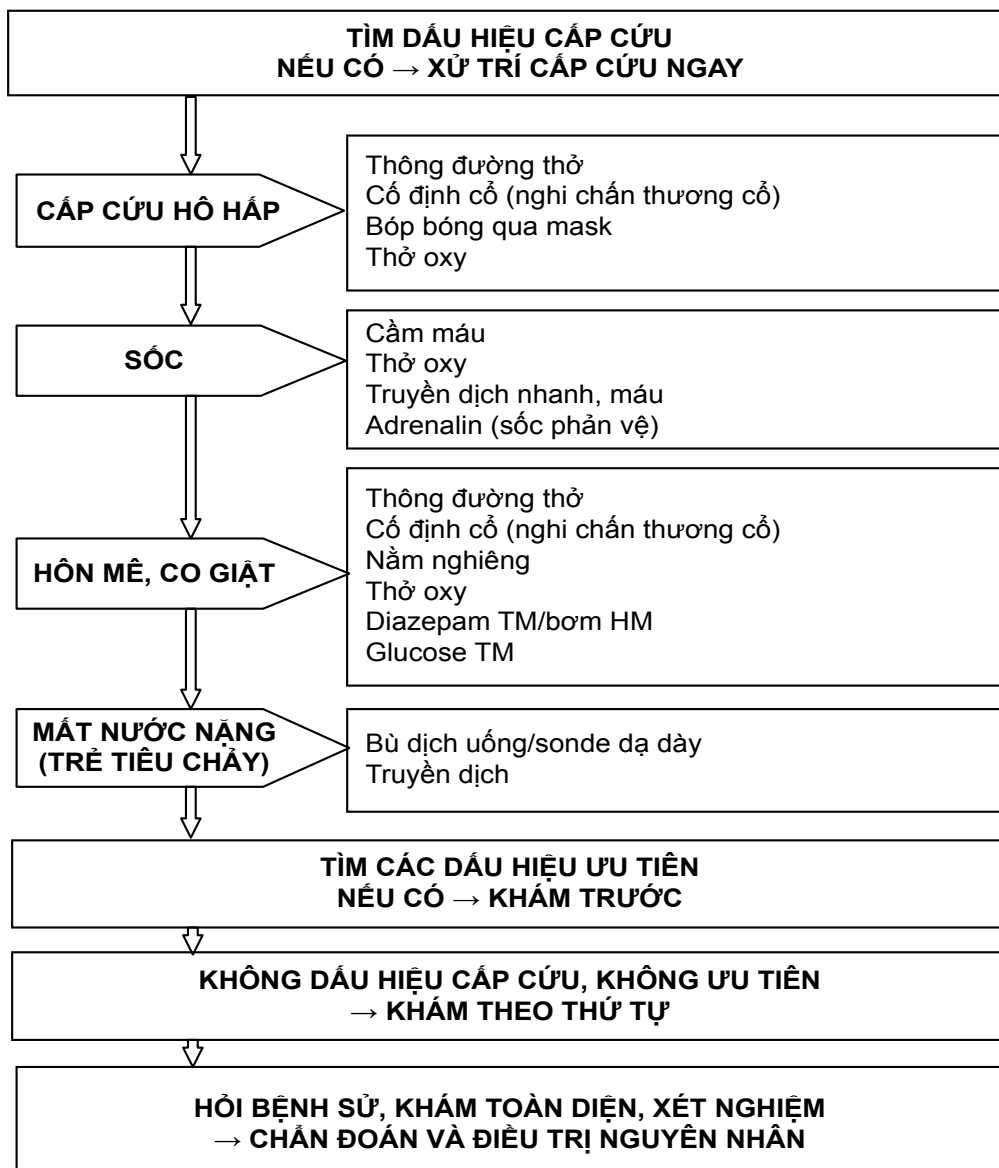 TÌM DẤU HIỆU CẤP CỨU
NẾU CÓ → XỬ TRÍ CẤP CỨU NGAY
CẤP CỨU HÔ HẤP
Thông đường thở
Cố định cổ (nghi chấn thương cổ)
Bóp bóng qua mask
Thở oxy
SỐC
Cầm máu
Thở oxy
Truyền dịch nhanh, máu
Adrenalin (sốc phản vệ)
HÔN MÊ, CO GIẬT
Thông đường thở
Cố định cổ (nghi chấn thương cổ)
Nằm nghiêng
Thở oxy
Diazepam TM/bơm HM
Glucose TM
MẤT NƯỚC NẶNG
(TRẺ TIÊU CHẢY)
Bù dịch uống/sonde dạ dày
Truyền dịch
TÌM CÁC DẤU HIỆU ƯU TIÊN
NẾU CÓ → KHÁM TRƯỚC
KHÔNG DẤU HIỆU CẤP CỨU, KHÔNG ƯU TIÊN
→ KHÁM THEO THỨ TỰ
HỎI BỆNH SỬ, KHÁM TOÀN DIỆN, XÉT NGHIỆM
→ CHẨN ĐOÁN VÀ ĐIỀU TRỊ NGUYÊN NHÂN